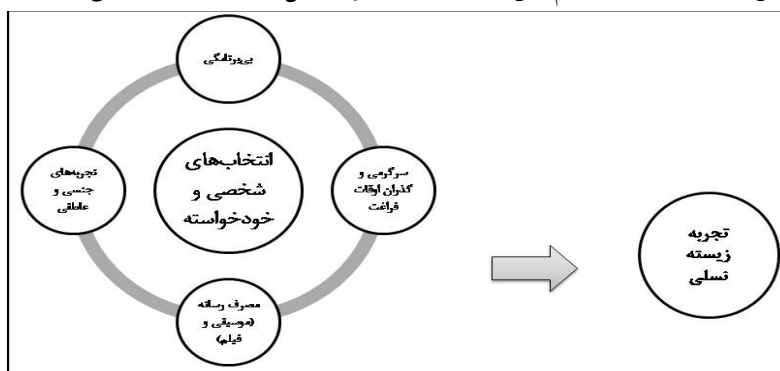 بی‌برنامگی
انتخاب‌های
شخصی و
خودخواسته
سرگرمی و
گذران اوقات
فراغت
تجربه‌های
جنسی و
عاطفی
مصرف رسانه
(موسیقی و
فیلم)
تجربه
زیسته
نسلی